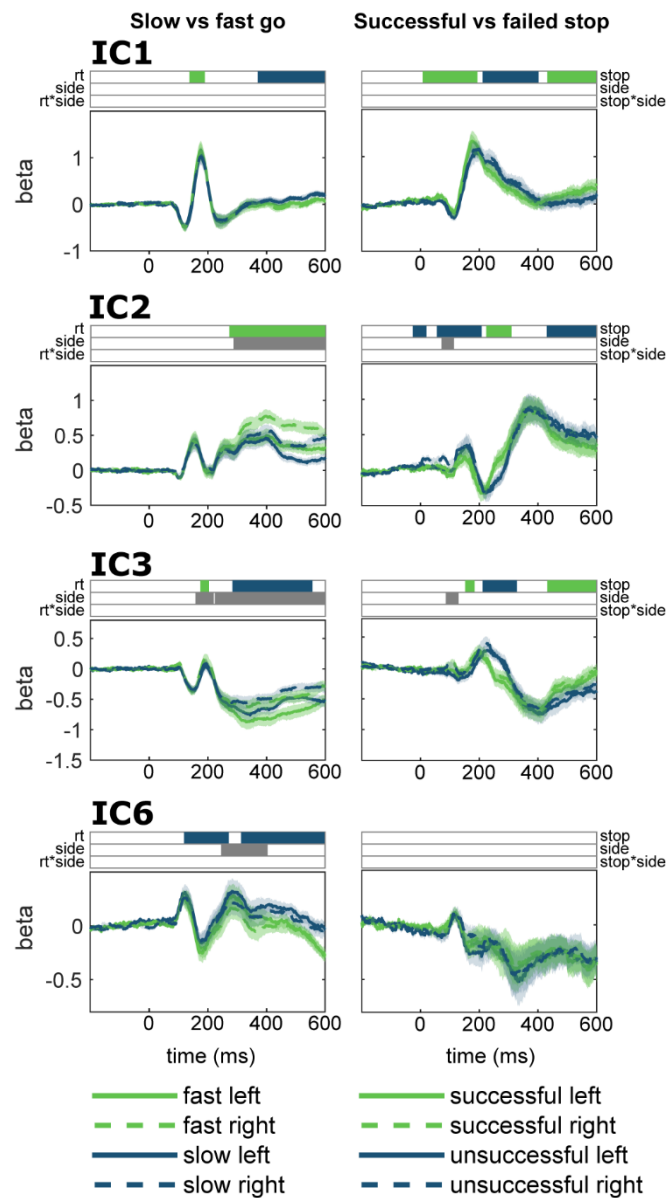 Slow vs fast go
Successful vs failed stop
IC1
rt
side
rt*side
stop
side
stop*side
beta
1
0
-1
0 200 400 600
0 200 400 600
IC2
rt
side
rt*side
stop
side
stop*side
beta
1
0.5
0
-0.5
0 200 400 600
0 200 400 600
IC3
rt
side
rt*side
stop
side
stop*side
beta
0.5
0
-0.5
-1
-1.5
0 200 400 600
0 200 400 600
IC6
rt
side
rt*side
stop
side
stop*side
beta
0
-0.5
0 200 400 600
0 200 400 600
time (ms)
time (ms)
fast left
fast right
slow left
slow right
successful left
successful right
unsuccessful left
unsuccessful right